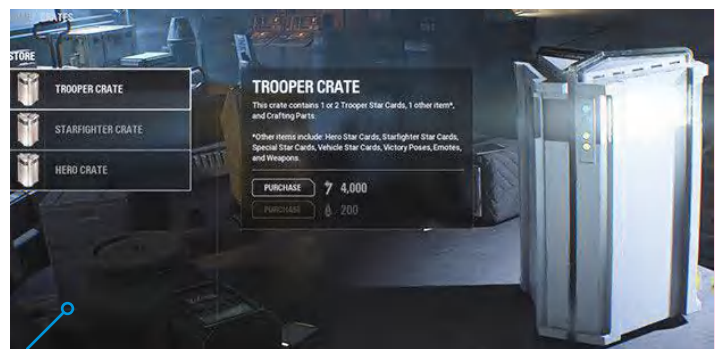 CRATES
STORE
TROOPER CRATE
STARFIGHTER CRATE
HERO CRATE
TROOPER CRATE
This crate contains 1 or 2 Trooper Star Cards, 1 other item*,
and Crafting Parts.
*Other items include: Hero Star Cards, Starfighter Star Cards,
Special Star Cards, Vehicle Star Cards, Victory Poses, Emotes,
and Weapons.
PURCHASE 4,000
PURCHASE 200